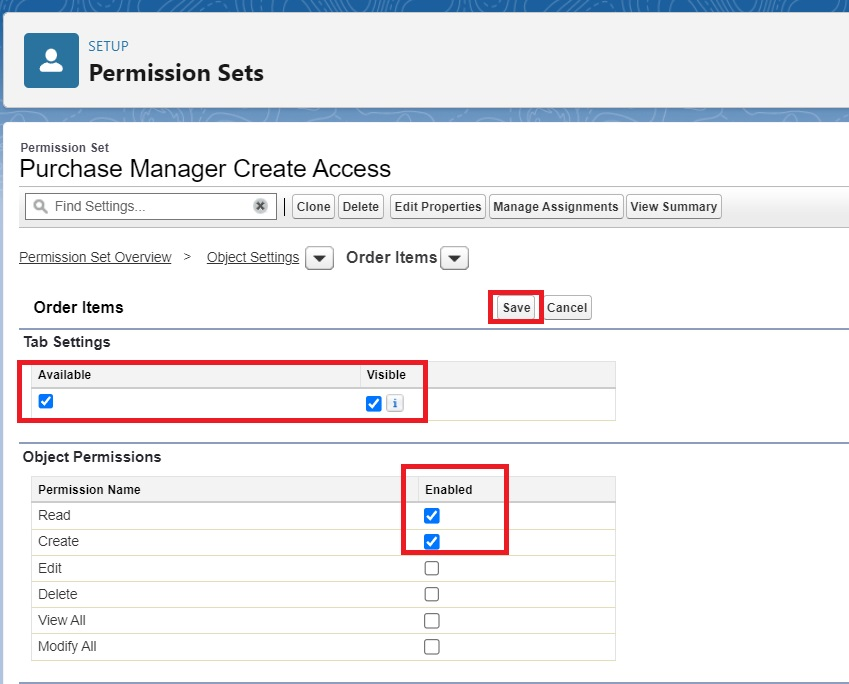 SETUP
Permission Sets
Permission Set
Purchase Manager Create Access
Find Settings... Clone Delete Edit Properties Manage Assignments View Summary
Permission Set Overview > Object Settings Order Items
Order Items Save Cancel
Tab Settings
Available Visible
i
Object Permissions
Permission Name Enabled
Read
Create
Edit
Delete
View All
Modify All